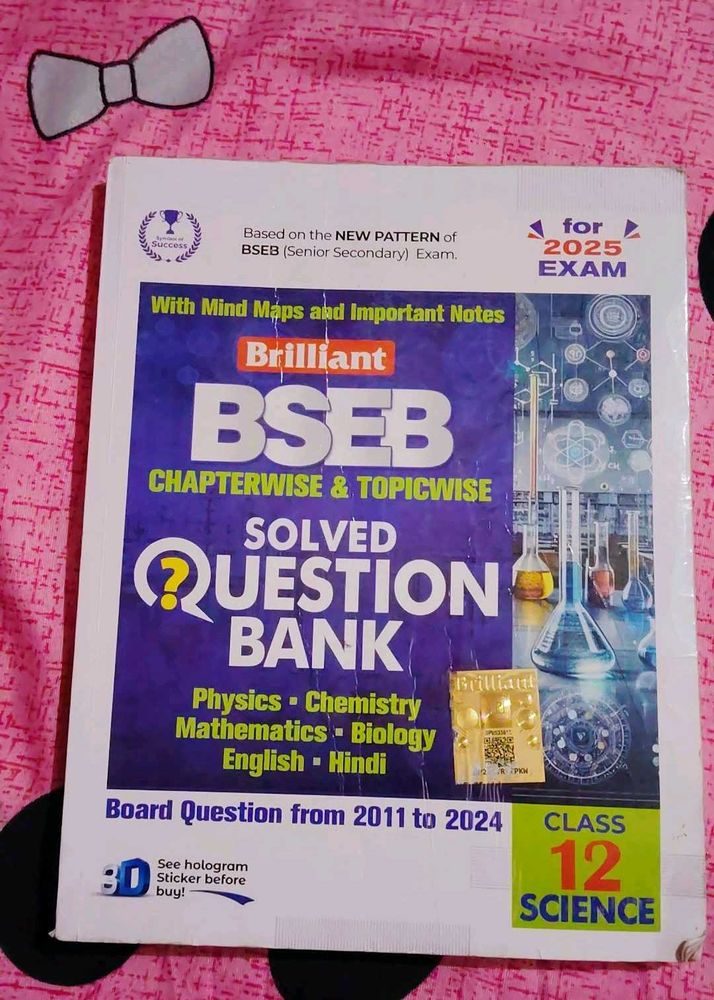 Symbol of
Success
Based on the NEW PATTERN of
BSEB (Senior Secondary) Exam.
for
2025
EXAM
With Mind Maps and Important Notes
Brilliant
BSEB
CHAPTERWISE & TOPICWISE
SOLVED
QUESTION
BANK
Physics ▪ Chemistry
Mathematics ▪ Biology
English ▪ Hindi
Brilliant
Board Question from 2011 to 2024
CLASS
12
SCIENCE
3D
See hologram
Sticker before
buy!